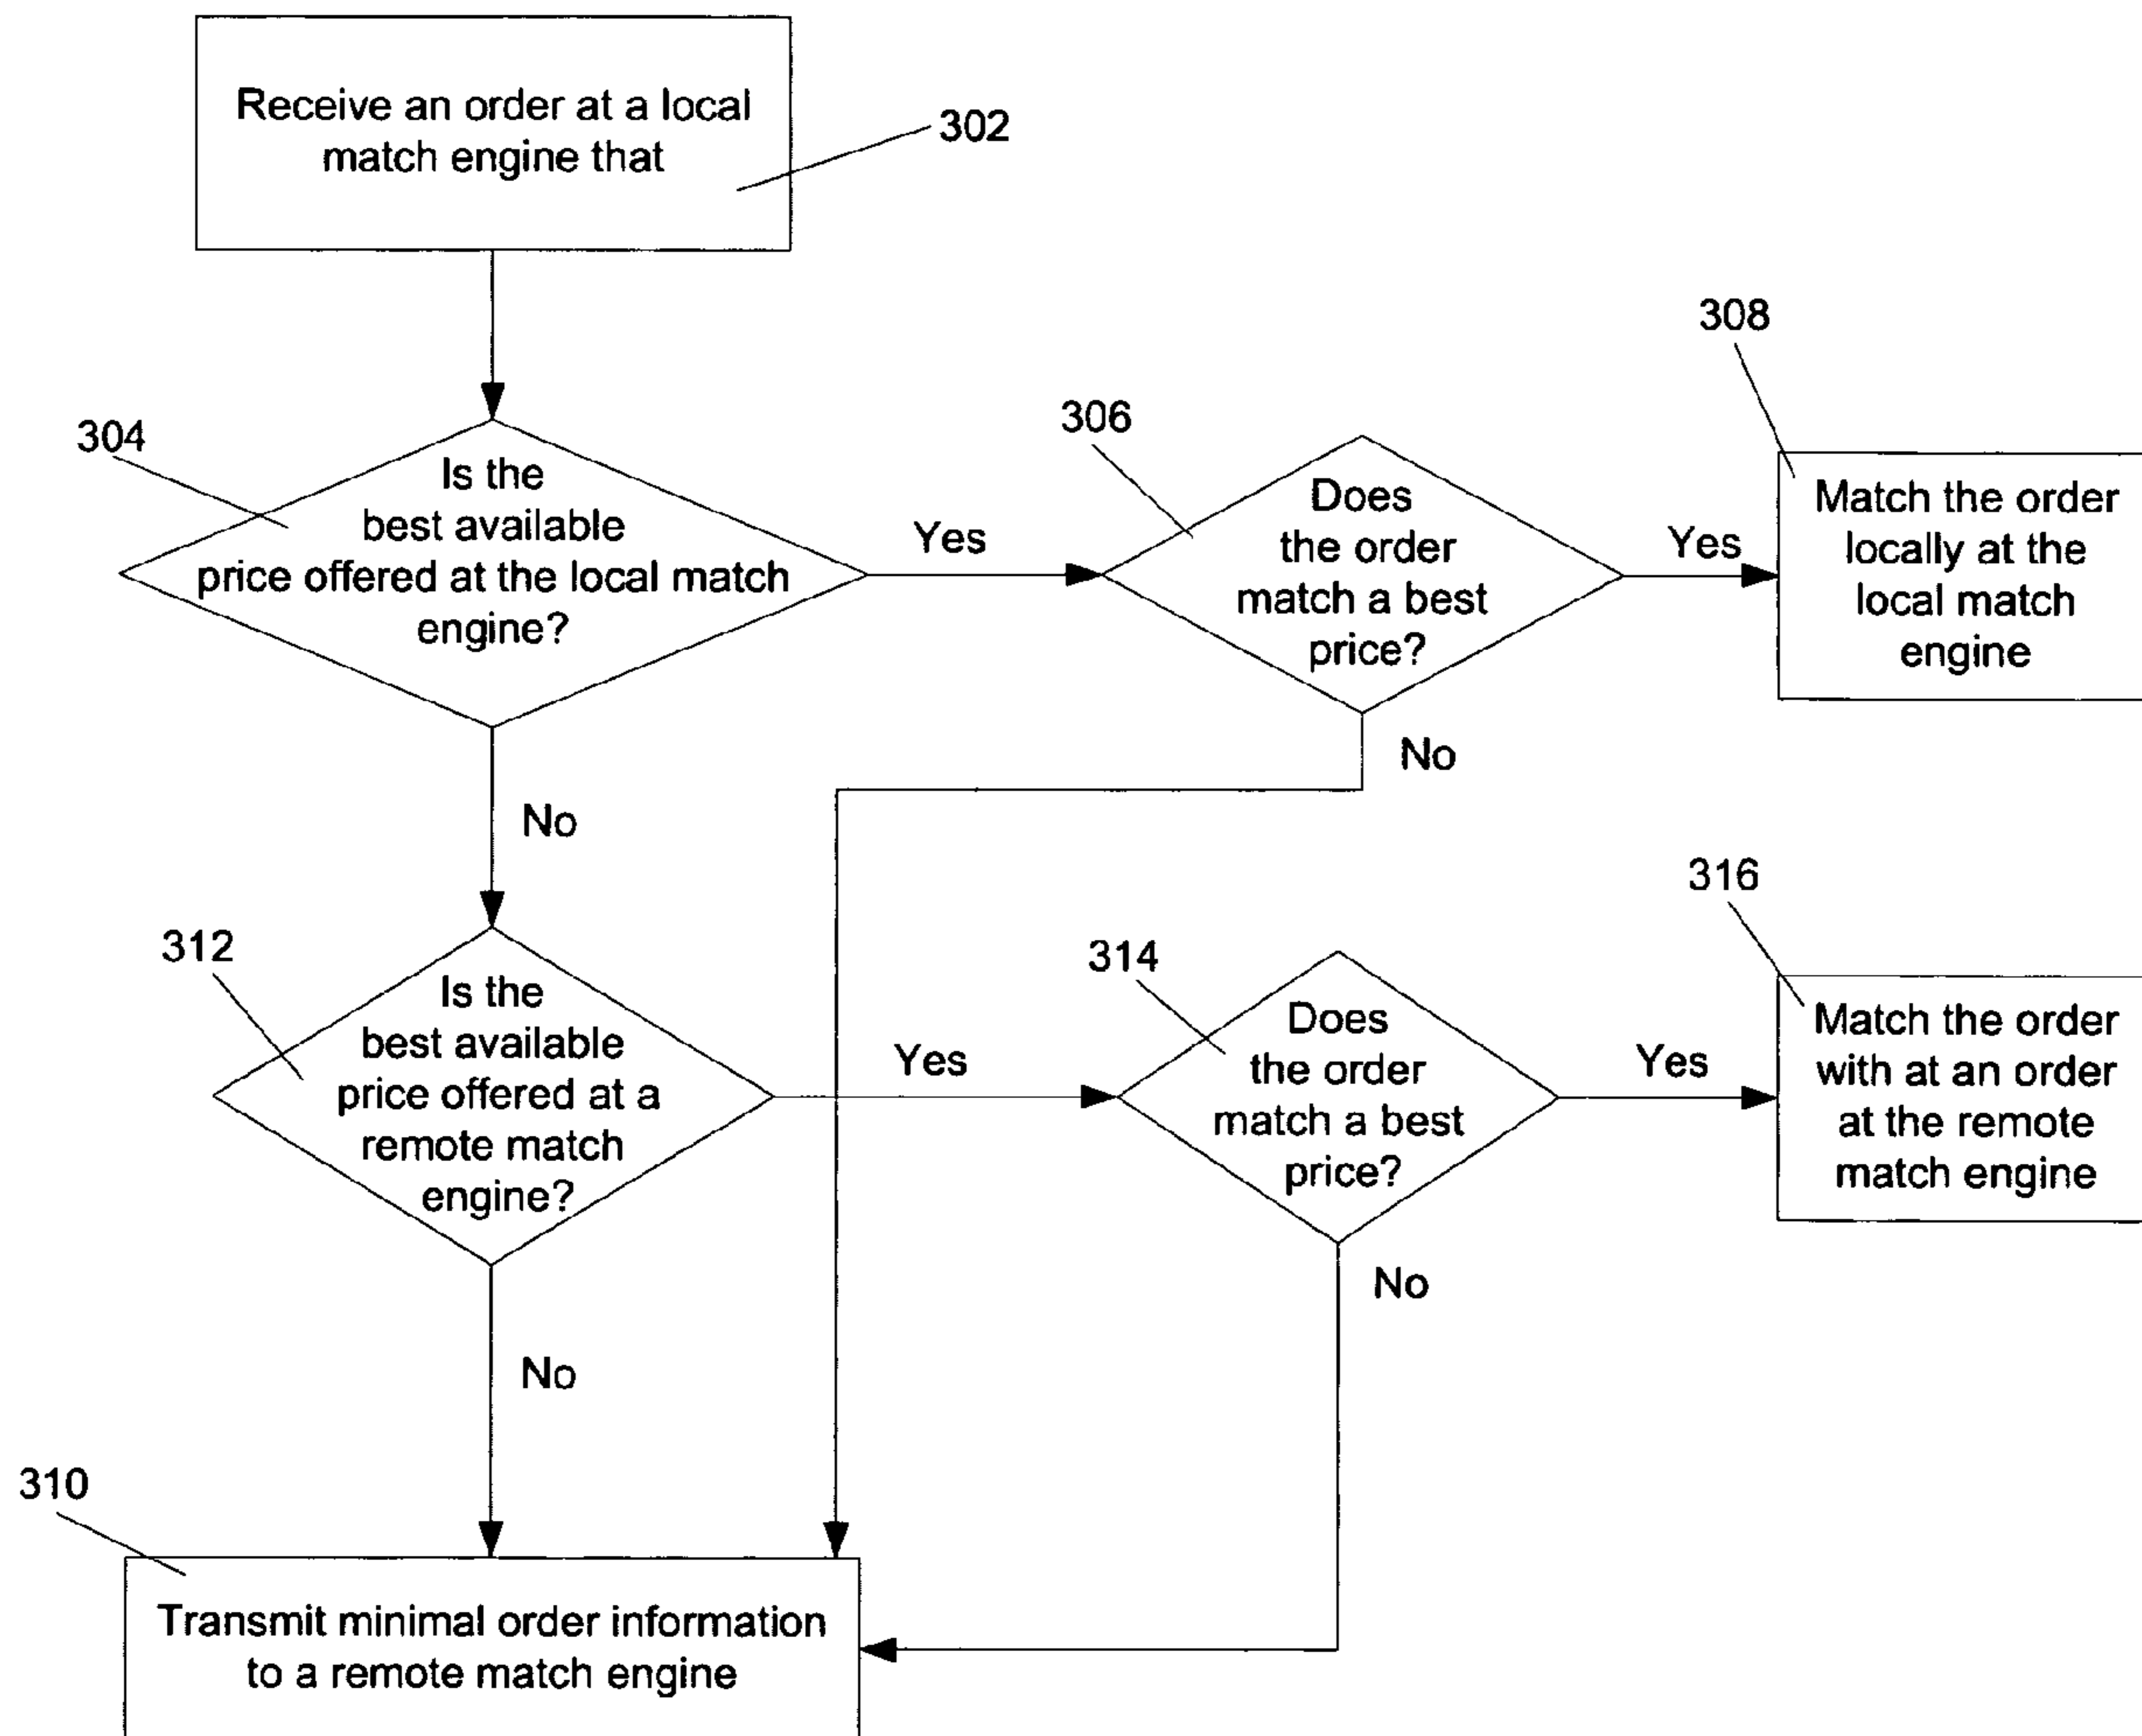 Receive an order at a local
match engine that
302
304
Is the
best available
price offered at the local match
engine?
Yes
306
Does
the order
match a best
price?
Yes
308
Match the order
locally at the
local match
engine
No
No
312
Is the
best available
price offered at a
remote match
engine?
Yes
314
Does
the order
match a best
price?
Yes
316
Match the order
with at an order
at the remote
match engine
No
No
310
Transmit minimal order information
to a remote match engine